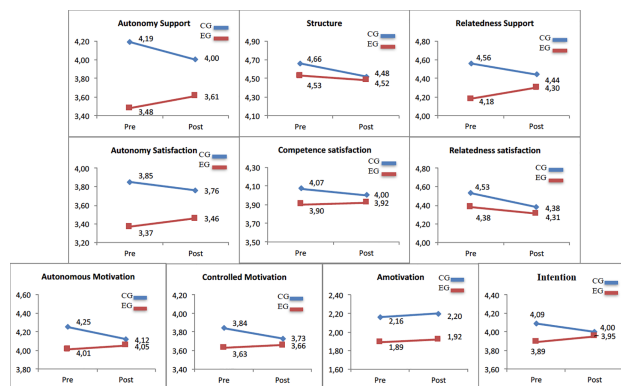 Autonomy Support
CG
EG
4,20
4,00
3,80
3,60
3,40
4,19
4,00
3,48
3,61
Pre
Post
Structure
CG
EG
4,90
4,70
4,50
4,30
4,10
4,66
4,48
4,53
4,52
Pre
Post
Relatedness Support
CG
EG
4,80
4,60
4,40
4,20
4,00
4,56
4,44
4,18
4,30
Pre
Post
Autonomy Satisfaction
CG
EG
4,00
3,80
3,60
3,40
3,20
3,85
3,76
3,37
3,46
Pre
Post
Competence satisfaction
CG
EG
4,30
4,10
3,90
3,70
3,50
4,07
4,00
3,90
3,92
Pre
Post
Relatedness satisfaction
CG
EG
4,80
4,60
4,40
4,20
4,00
4,53
4,38
4,38
4,31
Pre
Post
Autonomous Motivation
CG
EG
4,60
4,40
4,20
4,00
3,80
4,25
4,12
4,01
4,05
Pre
Post
Controlled Motivation
CG
EG
4,20
4,00
3,80
3,60
3,40
3,84
3,73
3,63
3,66
Pre
Post
Amotivation
CG
EG
2,40
2,20
2,00
1,80
1,60
2,16
2,20
1,89
1,92
Pre
Post
Intention
CG
EG
4,40
4,20
4,00
3,80
3,60
4,09
4,00
3,89
3,95
Pre
Post